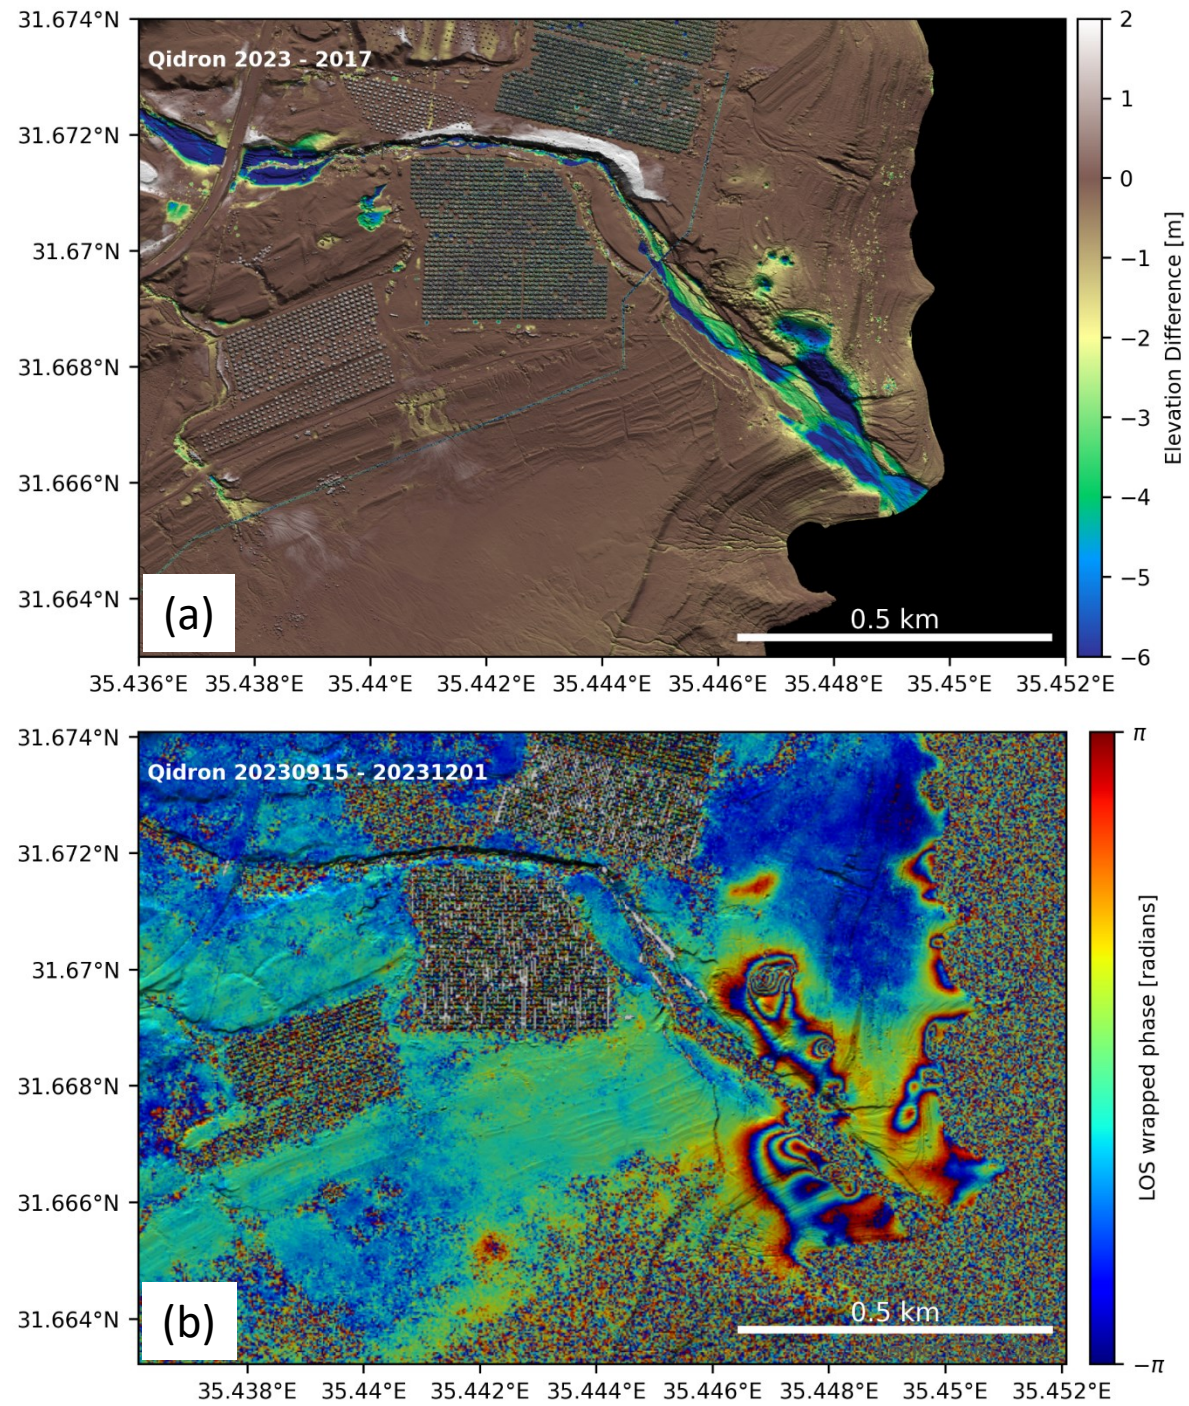 31.674°N
31.672°N
31.67°N
31.668°N
31.666°N
31.664°N
Qidron 2023 - 2017
(a)
0.5 km
35.436°E 35.438°E 35.44°E 35.442°E 35.444°E 35.446°E 35.448°E 35.45°E 35.452°E
2
1
0
−1
−2
−3
−4
−5
−6
Elevation Difference [m]
31.674°N
31.672°N
31.67°N
31.668°N
31.666°N
31.664°N
Qidron 20230915 - 20231201
(b)
0.5 km
35.438°E 35.44°E 35.442°E 35.444°E 35.446°E 35.448°E 35.45°E 35.452°E
π
−π
LOS wrapped phase [radians]